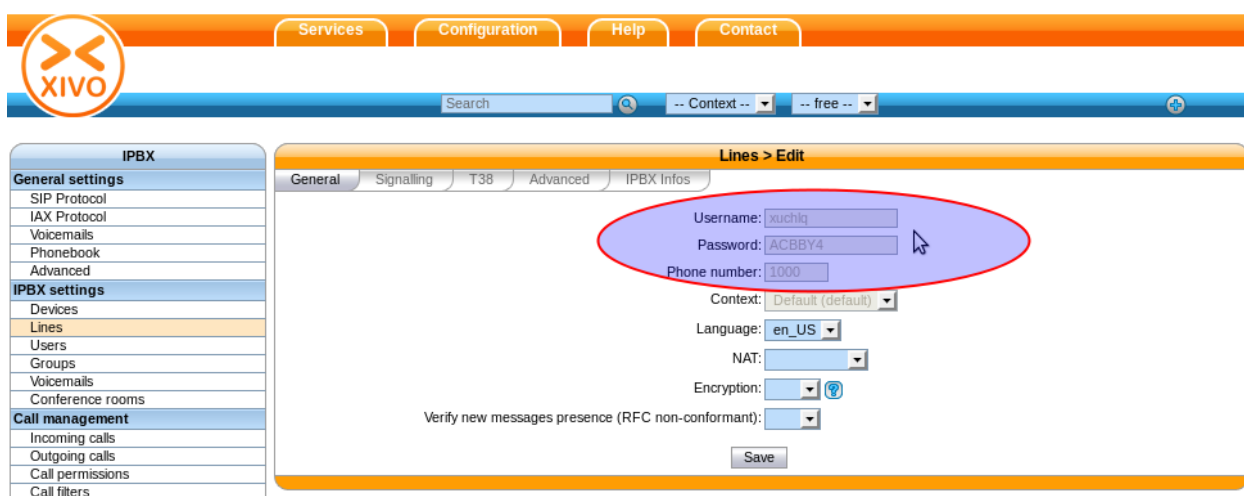 Services Configuration Help Contact
XIVO
Search -- Context -- -- free --
IPBX
General settings
SIP Protocol
IAX Protocol
Voicemails
Phonebook
Advanced
IPBX settings
Devices
Lines
Users
Groups
Voicemails
Conference rooms
Call management
Incoming calls
Outgoing calls
Call permissions
Call filters
Lines > Edit
General Signalling T38 Advanced IPBX Infos
Username: xuchlq
Password: ACBBY4
Phone number: 1000
Context: Default (default)
Language: en_US
NAT:
Encryption: ?
Verify new messages presence (RFC non-conformant):
Save